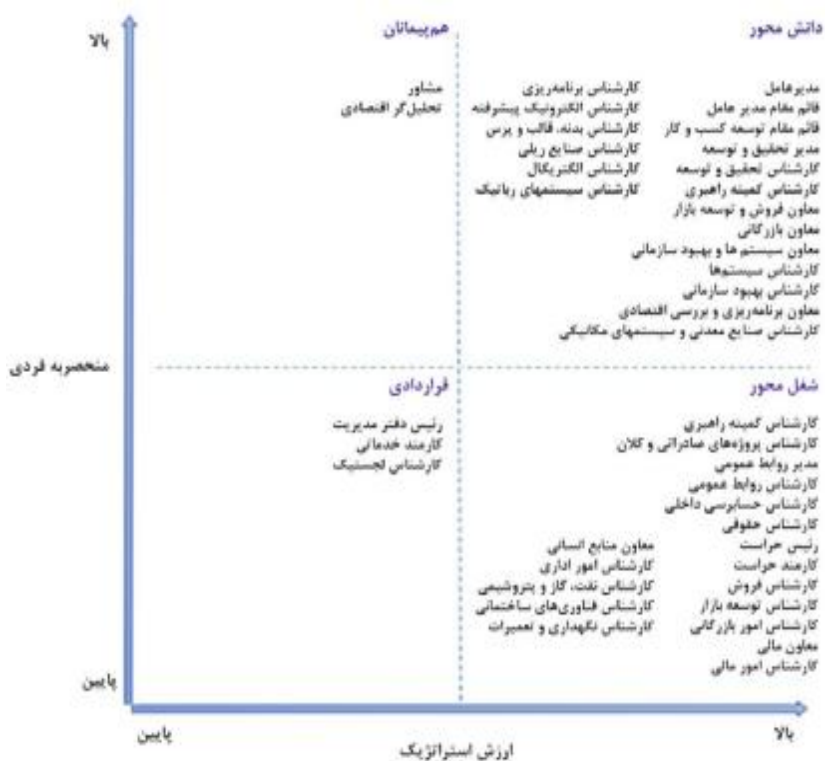 بالا
دانش محور
مدیرعامل
قائم مقام مدیر عامل
قائم مقام توسعه کسب و کار
مدیر تحقیق و توسعه
کارشناس تحقیق و توسعه
کارشناس کمیته راهبری
معاون فروش و توسعه بازار
معاون بازرگانی
معاون سیستم ها و بهبود سازمانی
کارشناس سیستم‌ها
کارشناس بهبود سازمانی
معاون برنامه‌ریزی و بررسی اقتصادی
کارشناس صنایع معدنی و سیستمهای مکانیکی
کارشناس برنامه‌ریزی
کارشناس الکترونیک پیشرفته
کارشناس بدنه، قالب و پرس
کارشناس صنایع ریلی
کارشناس الکتریکال
کارشناس سیستمهای رباتیک
هم‌پیمانان
مشاور
تحلیل‌گر اقتصادی
منحصربه فردی
شغل محور
کارشناس کمیته راهبری
کارشناس پروژه‌های صادراتی و کلان
مدیر روابط عمومی
کارشناس روابط عمومی
کارشناس حسابرسی داخلی
کارشناس حقوقی
رئیس حراست
کارمند حراست
کارشناس فروش
کارشناس توسعه بازار
کارشناس امور بازرگانی
معاون مالی
کارشناس امور مالی
معاون منابع انسانی
کارشناس امور اداری
کارشناس نفت، گاز و پتروشیمی
کارشناس فناوری‌های ساختمانی
کارشناس نگهداری و تعمیرات
قراردادی
رئیس دفتر مدیریت
کارمند خدماتی
کارشناس لجستیک
پایین
بالا
پایین
ارزش استراتژیک